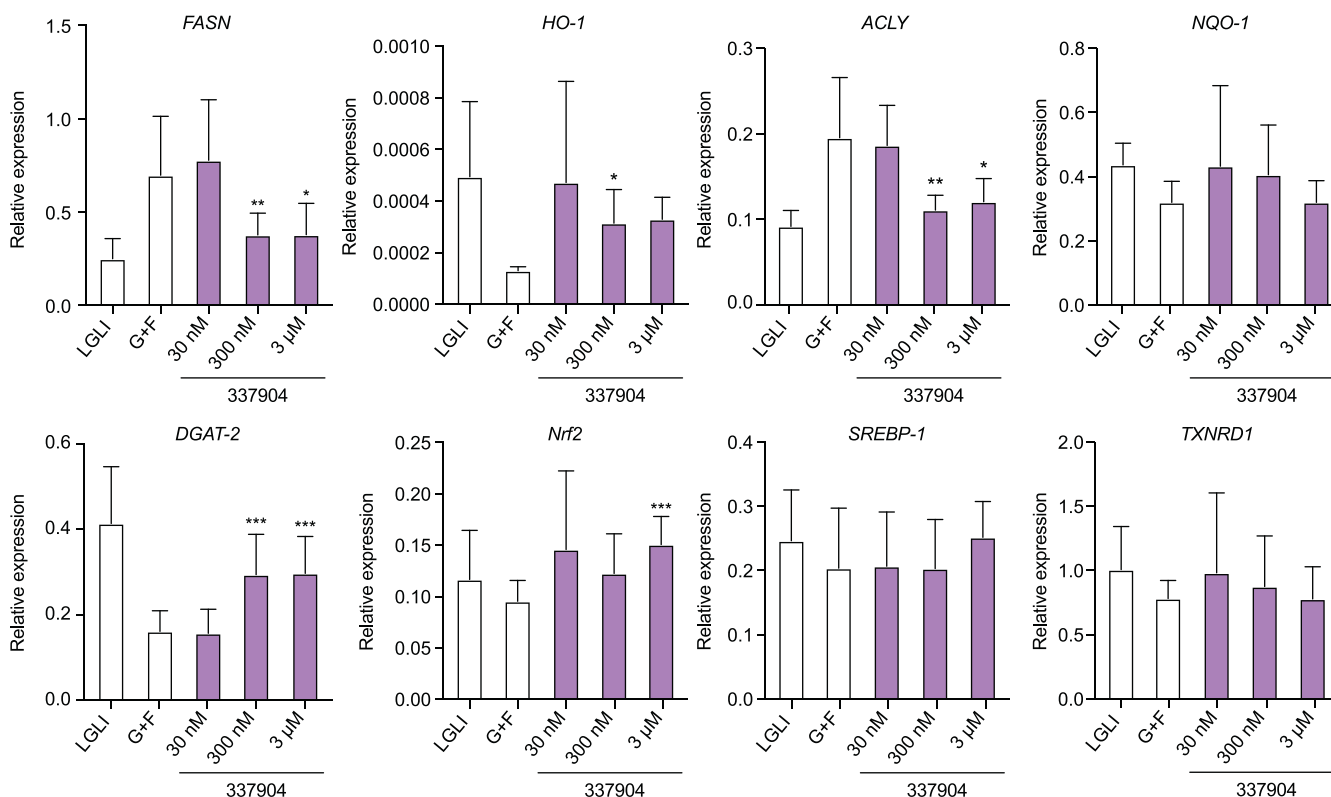 FASN
Relative expression
1.5
1.0
0.5
0.0
**
*
LGLI
G+F
30 nM
300 nM
3 µM
337904
HO-1
Relative expression
0.0010
0.0008
0.0006
0.0004
0.0002
0.0000
*
LGLI
G+F
30 nM
300 nM
3 µM
337904
ACLY
Relative expression
0.3
0.2
0.1
0.0
**
*
LGLI
G+F
30 nM
300 nM
3 µM
337904
NQO-1
Relative expression
0.8
0.6
0.4
0.2
0.0
LGLI
G+F
30 nM
300 nM
3 µM
337904
DGAT-2
Relative expression
0.6
0.4
0.2
0.0
***
***
LGLI
G+F
30 nM
300 nM
3 µM
337904
Nrf2
Relative expression
0.25
0.20
0.15
0.10
0.05
0.00
***
LGLI
G+F
30 nM
300 nM
3 µM
337904
SREBP-1
Relative expression
0.4
0.3
0.2
0.1
0.0
LGLI
G+F
30 nM
300 nM
3 µM
337904
TXNRD1
Relative expression
2.0
1.5
1.0
0.5
0.0
LGLI
G+F
30 nM
300 nM
3 µM
337904